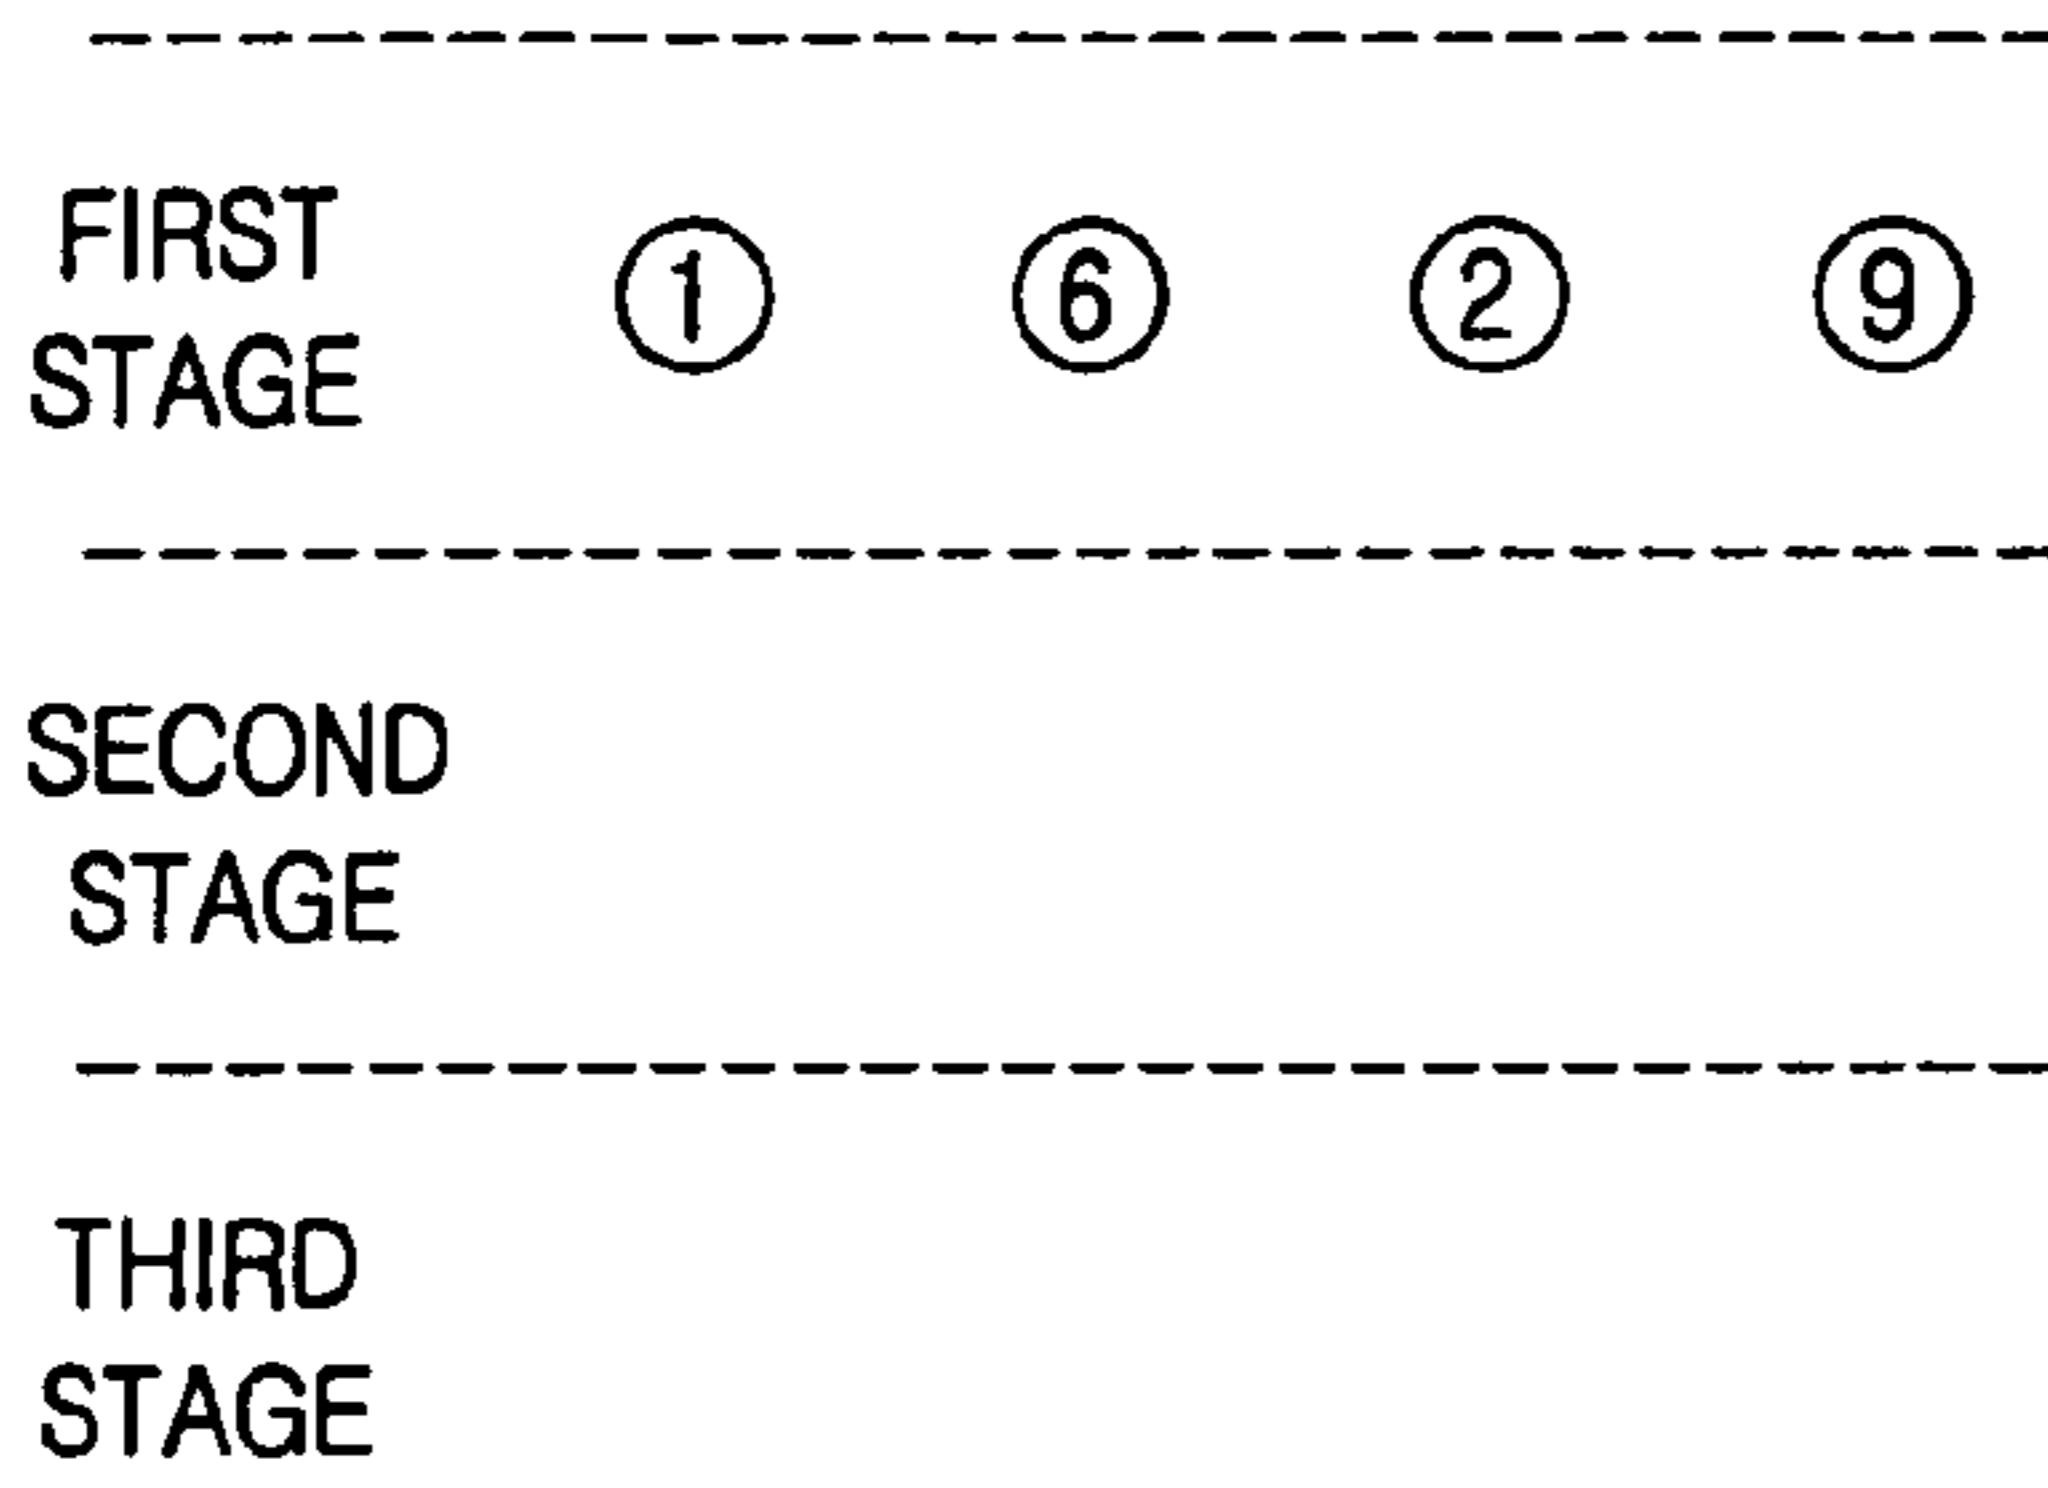 FIRST
STAGE
① ⑥ ② ⑨
SECOND
STAGE
THIRD
STAGE